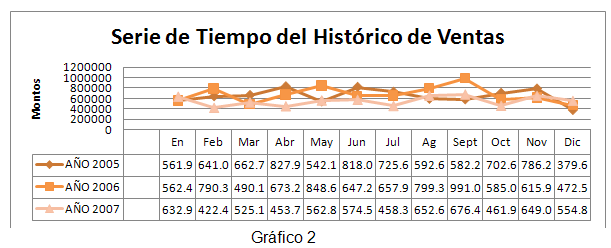 Serie de Tiempo del Histórico de Ventas
Montos
1200000
1000000
800000
600000
400000
200000
0
En Feb Mar Abr May Jun Jul Ag Sept Oct Nov Dic
AÑO 2005 561.9 641.0 662.7 827.9 542.1 818.0 725.6 592.6 582.2 702.6 786.2 379.6
AÑO 2006 562.4 790.3 490.1 673.2 848.6 647.2 657.9 799.3 991.0 585.0 615.9 472.5
AÑO 2007 632.9 422.4 525.1 453.7 562.8 574.5 458.3 652.6 676.4 461.9 649.0 554.8
Gráfico 2